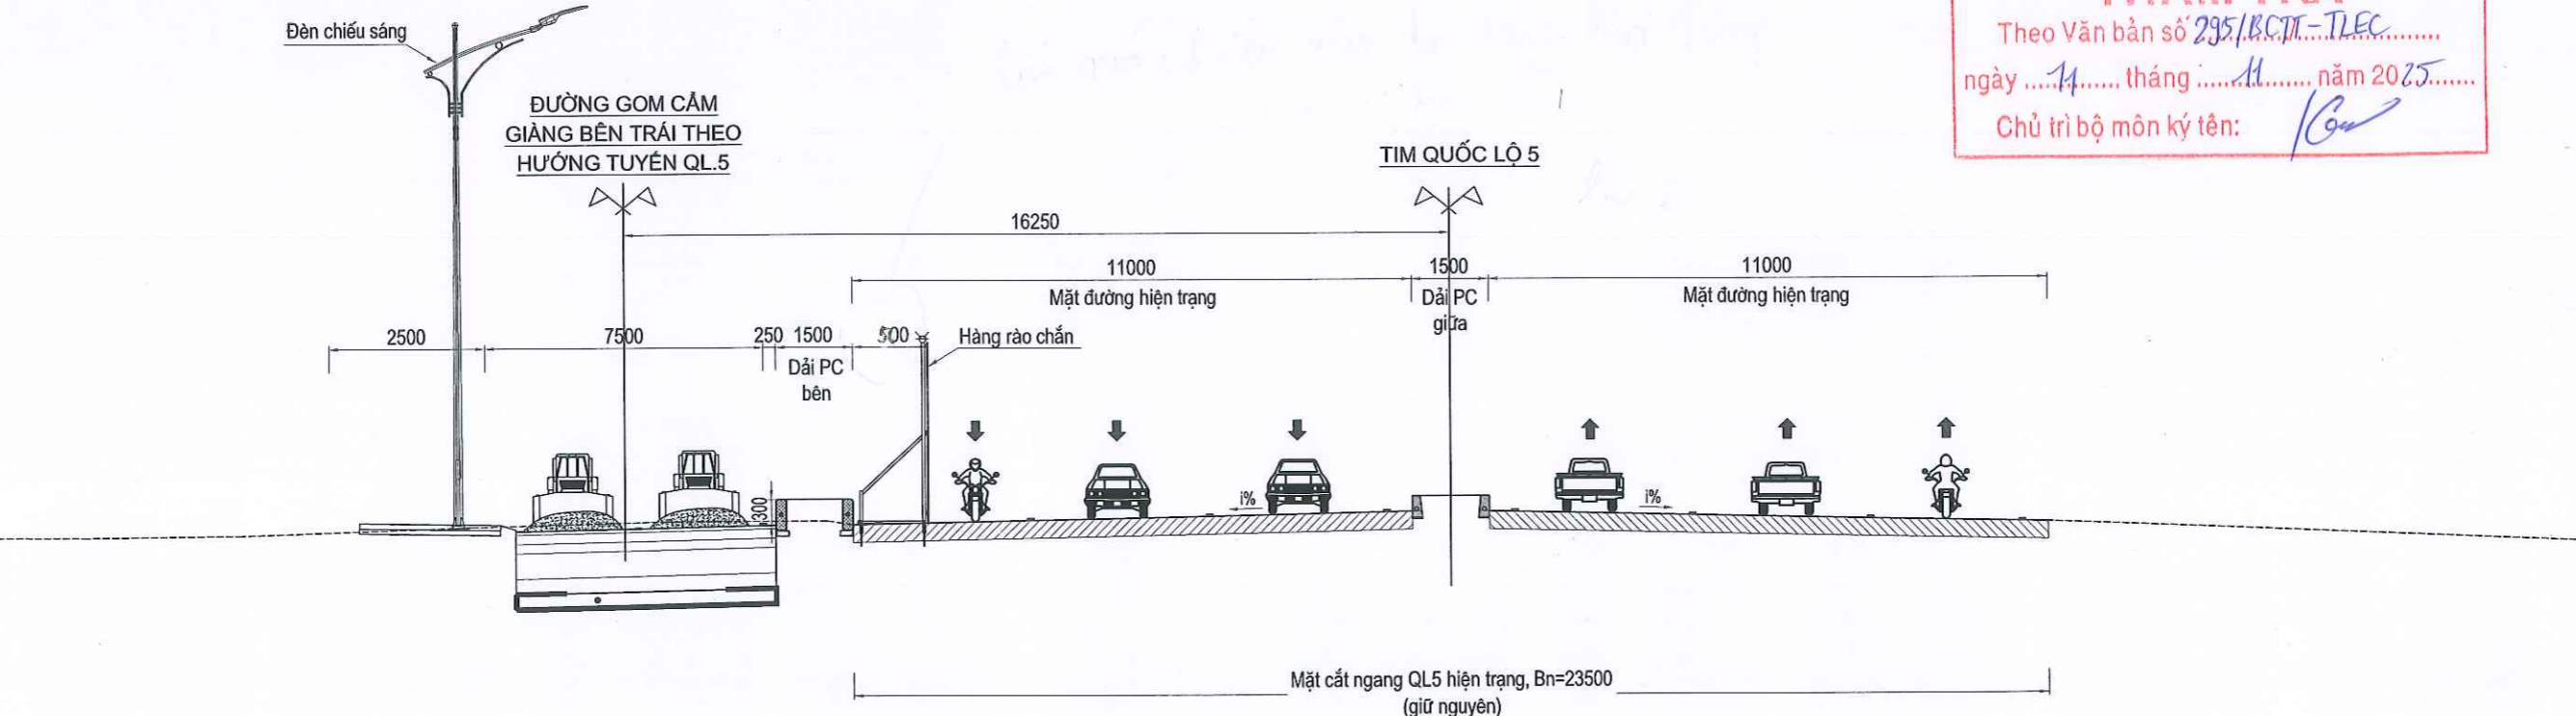 Theo Văn bản số 295/BCTT-TLEC
ngày 11 tháng 11 năm 2025
Chủ trì bộ môn ký tên:
Đèn chiếu sáng
ĐƯỜNG GOM CẨM
GIÀNG BÊN TRÁI THEO
HƯỚNG TUYẾN QL.5
TIM QUỐC LỘ 5
16250
11000
1500
11000
Mặt đường hiện trạng
Dải PC
giữa
Mặt đường hiện trạng
2500
7500
250
1500
500
Hàng rào chắn
Dải PC
bên
300
i%
i%
Mặt cắt ngang QL5 hiện trạng, Bn=23500
(giữ nguyên)